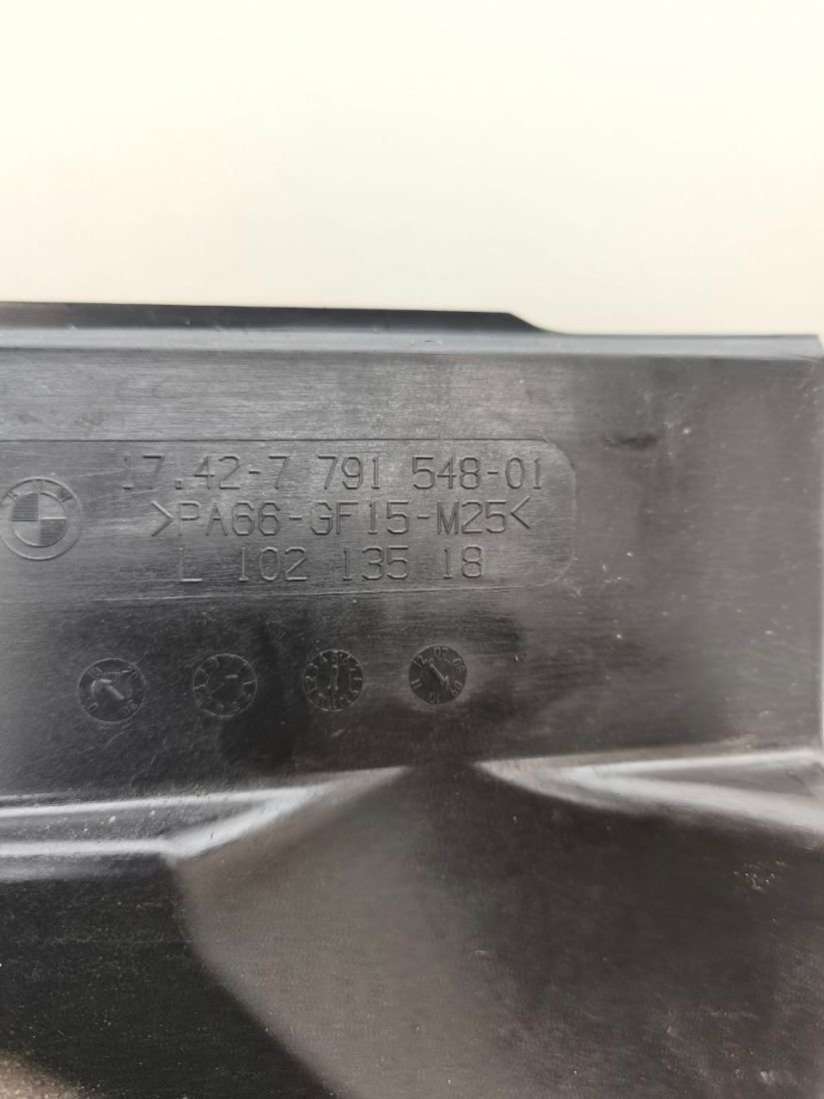 17.42-7 791 548-01
>PA66-GF15-M25<
L 102 135 18